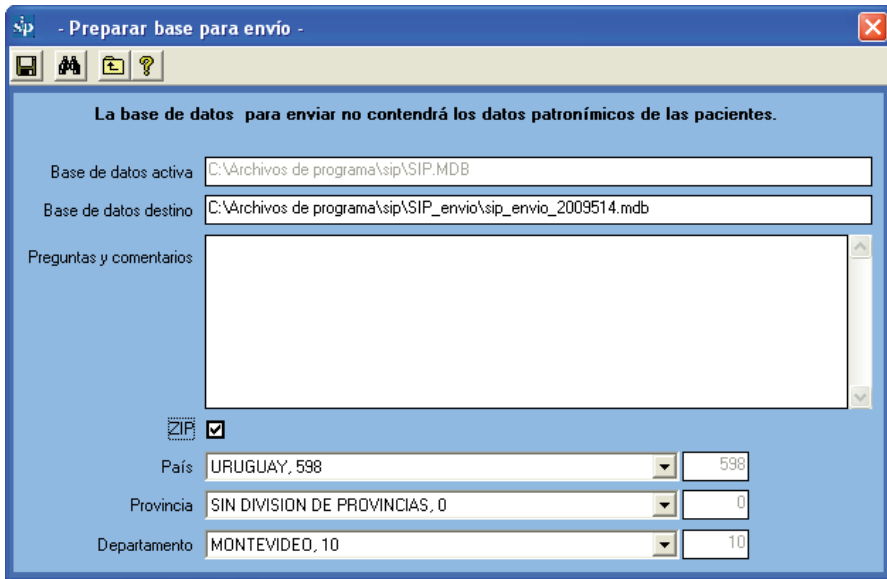 sip - Preparar base para envío -
La base de datos para enviar no contendrá los datos patronímicos de las pacientes.
Base de datos activa C:\Archivos de programa\sip\SIP.MDB
Base de datos destino C:\Archivos de programa\sip\SIP_envio\sip_envio_2009514.mdb
Preguntas y comentarios
ZIP
País URUGUAY, 598 598
Provincia SIN DIVISION DE PROVINCIAS, 0 0
Departamento MONTEVIDEO, 10 10